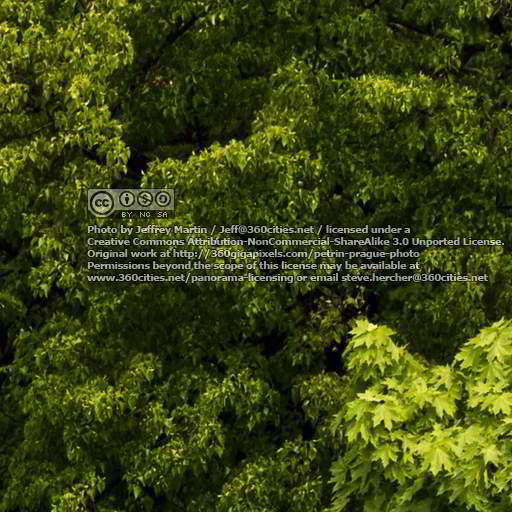 cc
BY NC SA
Photo by Jeffrey Martin / Jeff@360cities.net / licensed under a
Creative Commons Attribution-NonCommercial-ShareAlike 3.0 Unported License.
Original work at http://360gigapixels.com/petrin-prague-photo
Permissions beyond the scope of this license may be available at
www.360cities.net/panorama-licensing or email steve.hercher@360cities.net